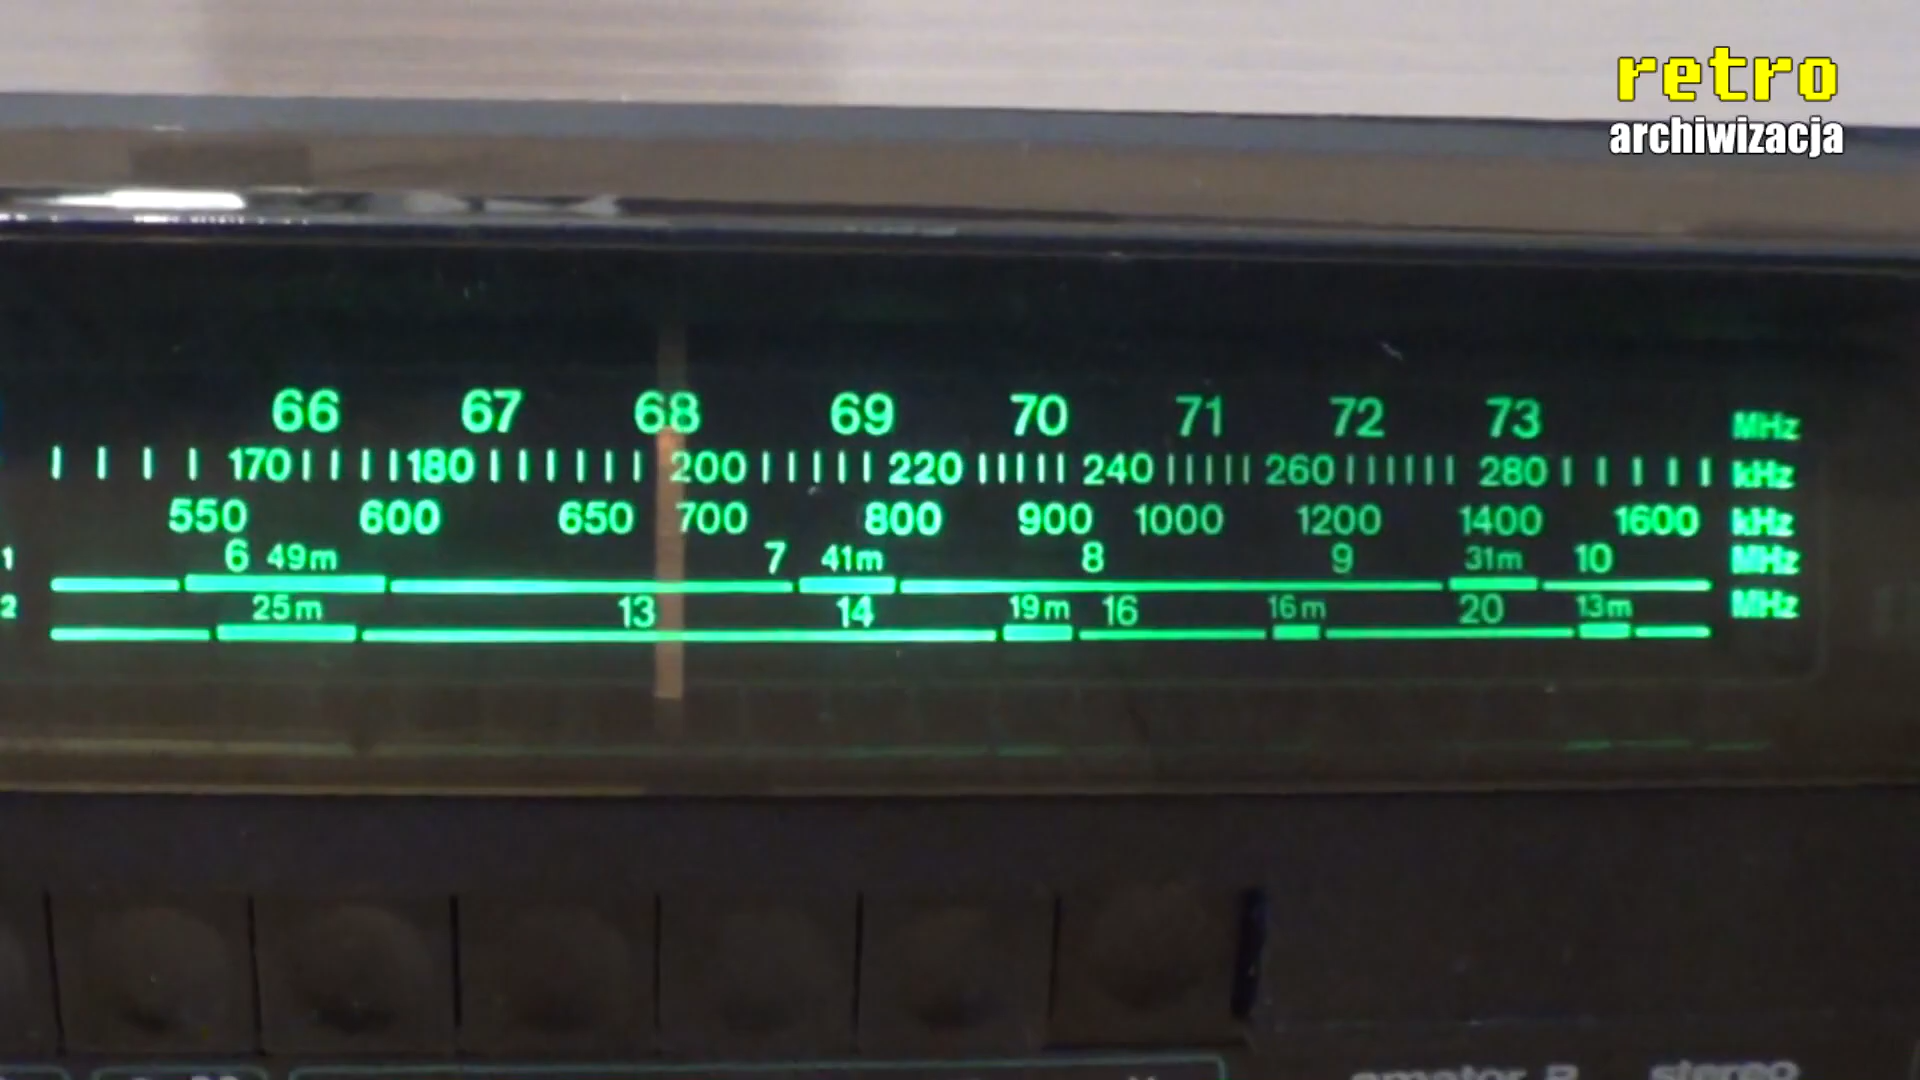 retro
archiwizacja
66 67 68 69 70 71 72 73 MHz
170 180 200 220 240 260 280 kHz
550 600 650 700 800 900 1000 1200 1400 1600 kHz
1 6 49m 7 41m 8 9 31m 10 MHz
2 25m 13 14 19m 16 16m 20 13m MHz
stereo